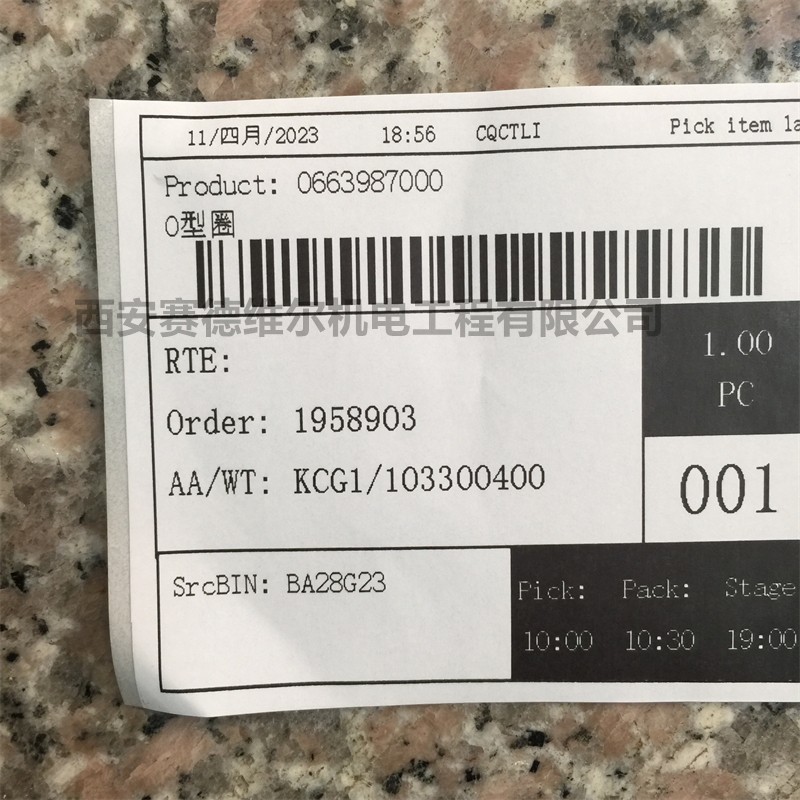 11/四月/2023 18:56 CQCTLI Pick item la
Product: 0663987000
O型圈
西安赛德维尔机电工程有限公司
RTE:
1.00
PC
Order: 1958903
AA/WT: KCG1/103300400
001
SrcBIN: BA28G23
Pick: Pack: Stage
10:00 10:30 19:00